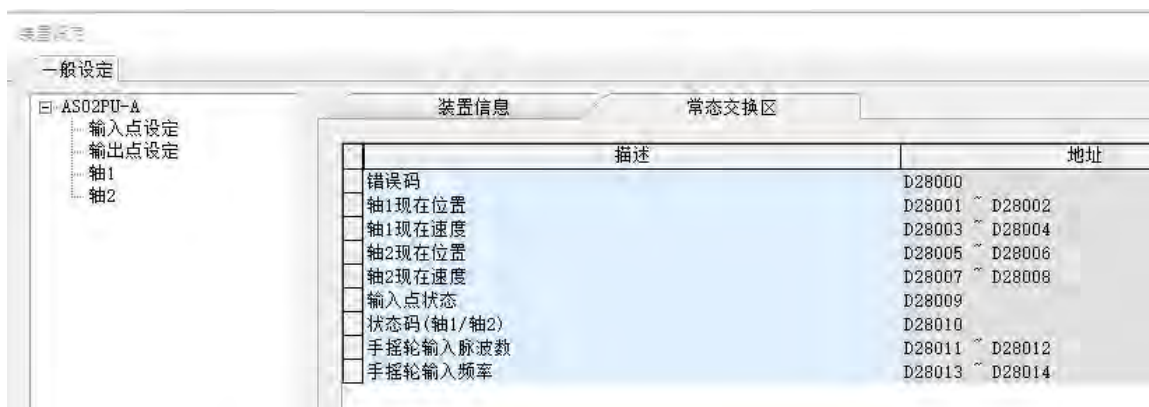 一般设定
AS02PU-A
输入点设定
输出点设定
轴1
轴2
装置信息 常态交换区
描述 地址
错误码 D28000
轴1现在位置 D28001 ~ D28002
轴1现在速度 D28003 ~ D28004
轴2现在位置 D28005 ~ D28006
轴2现在速度 D28007 ~ D28008
输入点状态 D28009
状态码(轴1/轴2) D28010
手摇轮输入脉波数 D28011 ~ D28012
手摇轮输入频率 D28013 ~ D28014